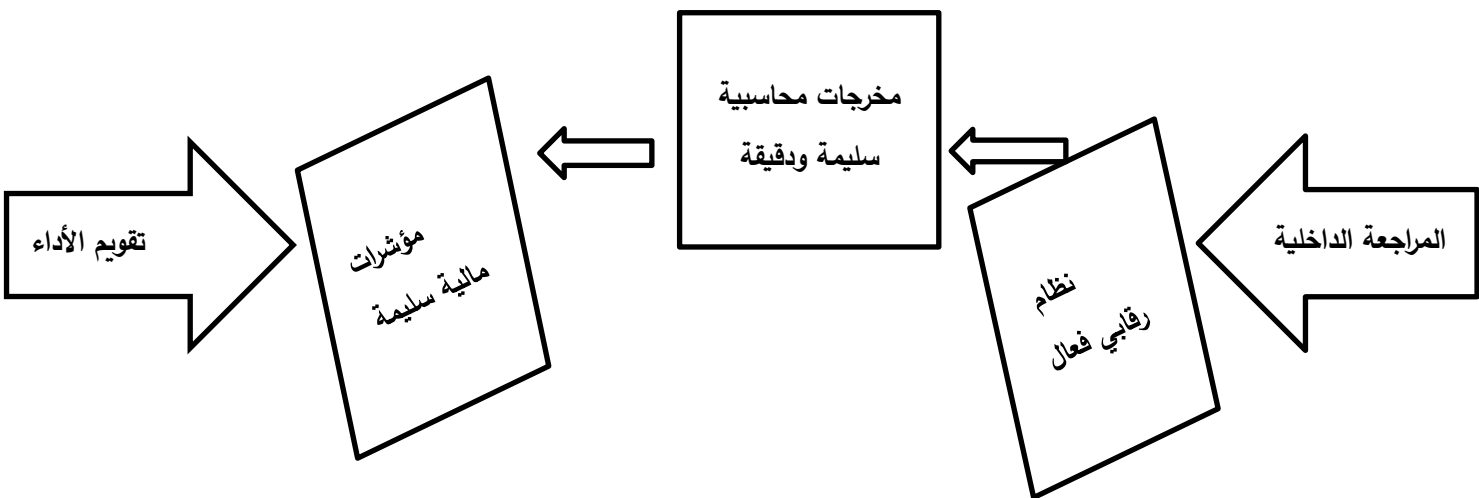 المراجعة الداخلية
نظام
رقابي فعال
مخرجات محاسبية
سليمة ودقيقة
مؤشرات
مالية سليمة
تقويم الأداء